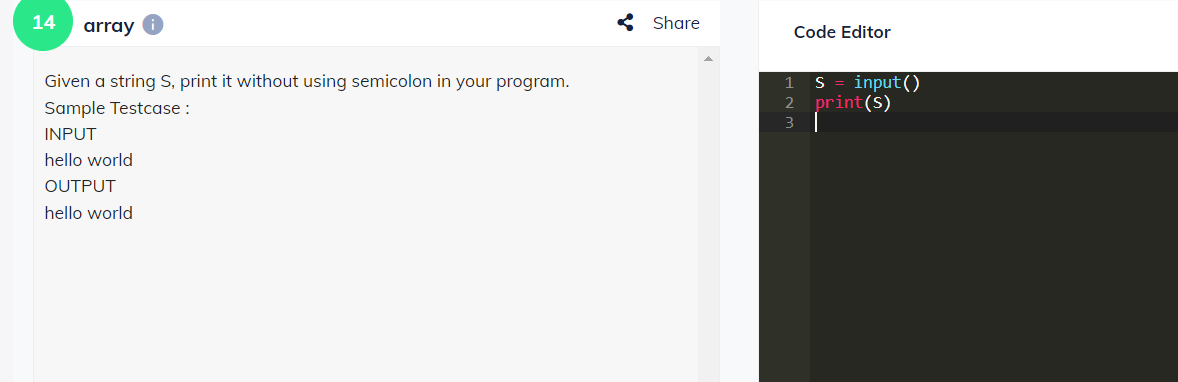 14
array
Share
Given a string S, print it without using semicolon in your program.
Sample Testcase :
INPUT
hello world
OUTPUT
hello world
Code Editor
1 S = input()
2 print(S)
3